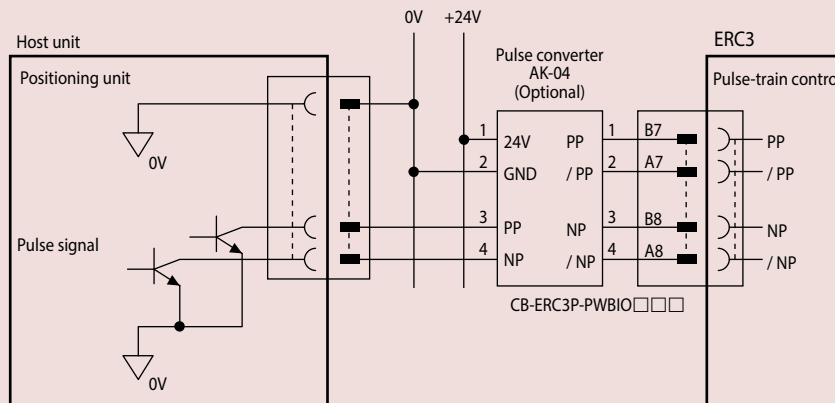 0V +24V
Host unit
ERC3
Positioning unit
Pulse converter
AK-04
(Optional)
Pulse-train contro
0V
1 24V PP 1 B7 PP
2 GND / PP 2 A7 / PP
Pulse signal
3 PP NP 3 B8 NP
4 NP / NP 4 A8 / NP
CB-ERC3P-PWBIO□□□
0V